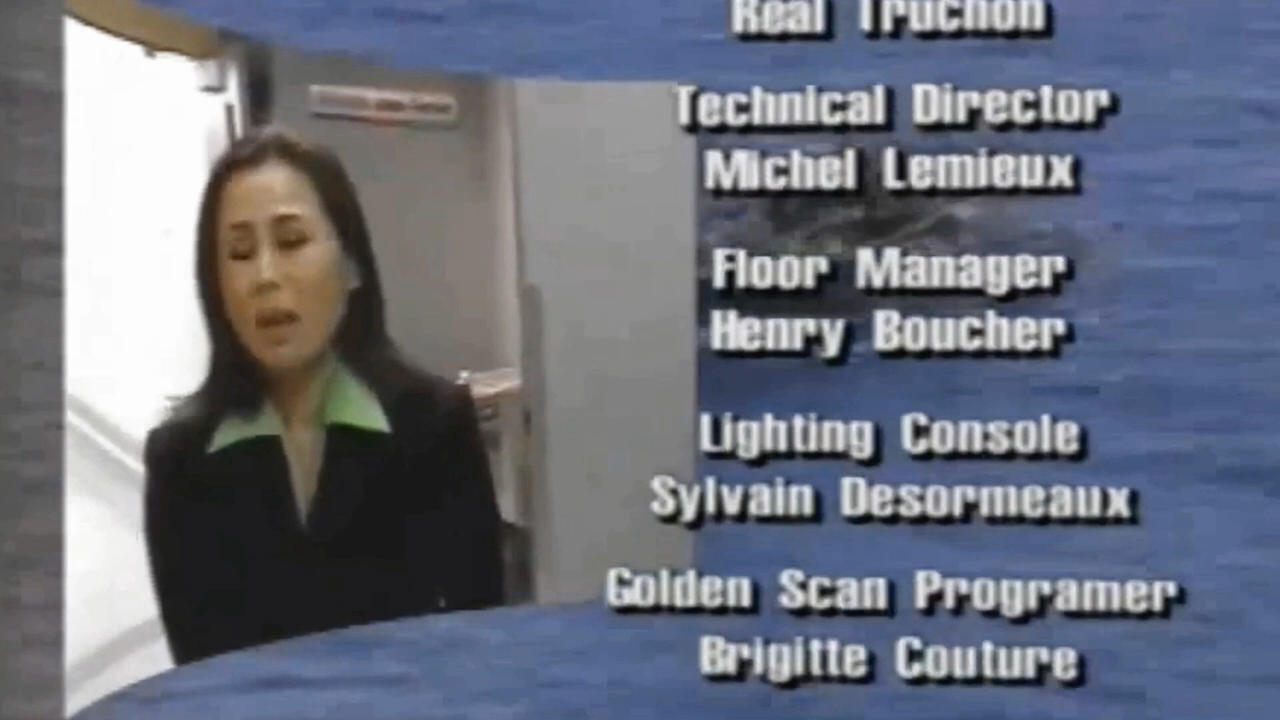 Real Truchon
Technical Director
Michel Lemieux
Floor Manager
Henry Boucher
Lighting Console
Sylvain Desormeaux
Golden Scan Programer
Brigitte Couture